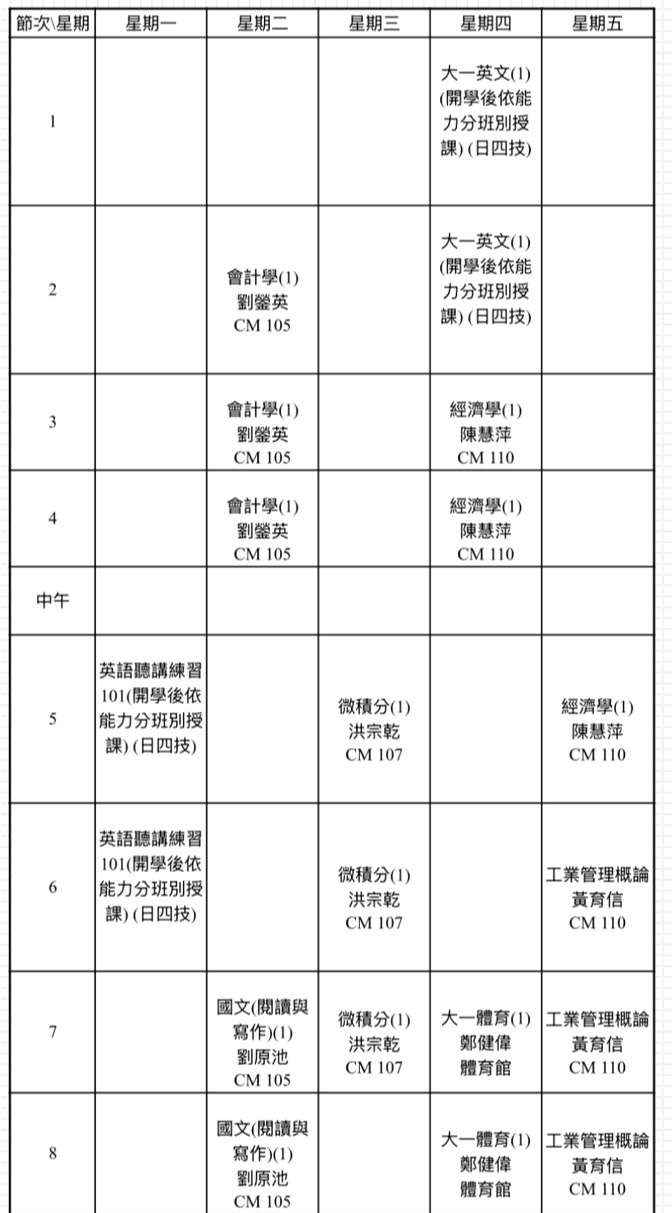 節次\星期 星期一 星期二 星期三 星期四 星期五
1
大一英文(1)
(開學後依能
力分班別授
課) (日四技)
2
會計學(1)
劉鎣英
CM 105
大一英文(1)
(開學後依能
力分班別授
課) (日四技)
3
會計學(1)
劉鎣英
CM 105
經濟學(1)
陳慧萍
CM 110
4
會計學(1)
劉鎣英
CM 105
經濟學(1)
陳慧萍
CM 110
中午
5
英語聽講練習
101(開學後依
能力分班別授
課) (日四技)
微積分(1)
洪宗乾
CM 107
經濟學(1)
陳慧萍
CM 110
6
英語聽講練習
101(開學後依
能力分班別授
課) (日四技)
微積分(1)
洪宗乾
CM 107
工業管理概論
黃育信
CM 110
7
國文(閱讀與
寫作)(1)
劉原池
CM 105
微積分(1)
洪宗乾
CM 107
大一體育(1)
鄭健偉
體育館
工業管理概論
黃育信
CM 110
8
國文(閱讀與
寫作)(1)
劉原池
CM 105
大一體育(1)
鄭健偉
體育館
工業管理概論
黃育信
CM 110